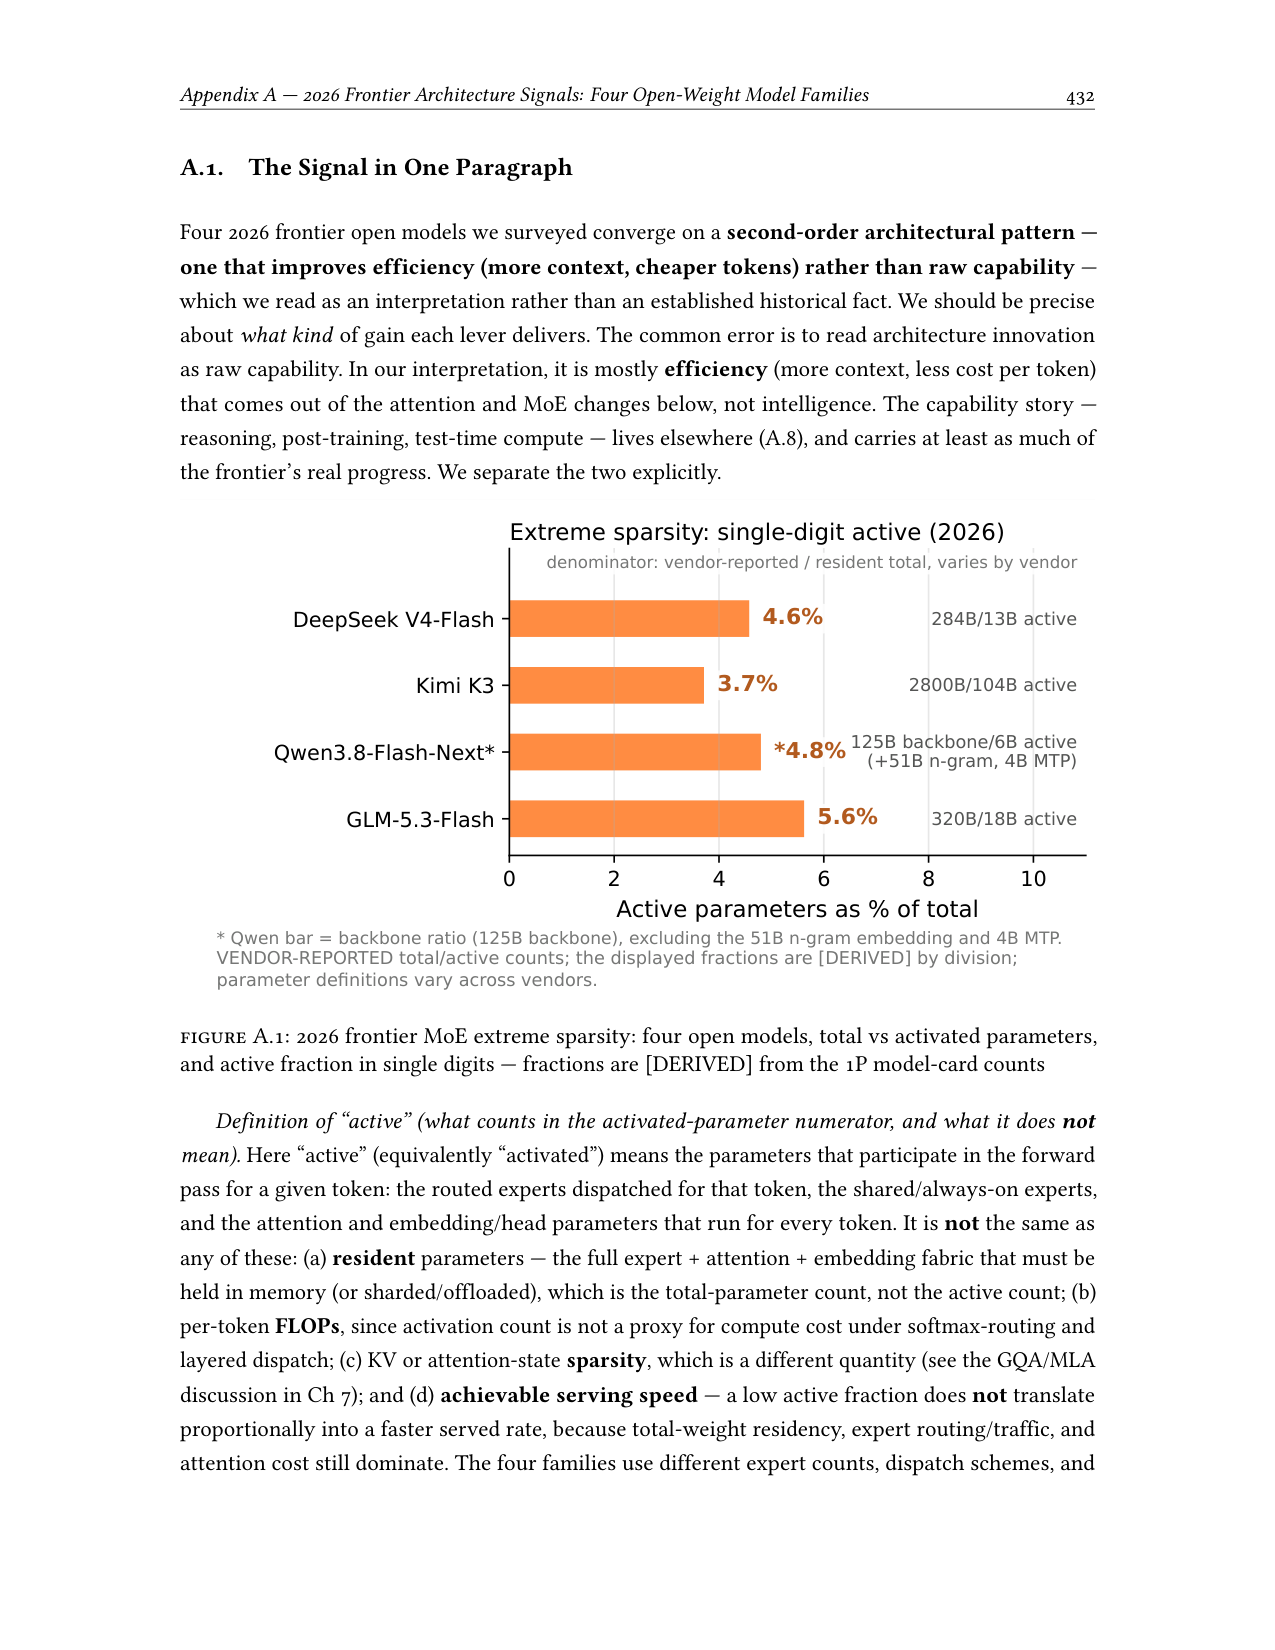 Appendix A — 2026 Frontier Architecture Signals: Four Open-Weight Model Families 432
A.1. The Signal in One Paragraph
Four 2026 frontier open models we surveyed converge on a second-order architectural pattern —
one that improves efficiency (more context, cheaper tokens) rather than raw capability —
which we read as an interpretation rather than an established historical fact. We should be precise
about what kind of gain each lever delivers. The common error is to read architecture innovation
as raw capability. In our interpretation, it is mostly efficiency (more context, less cost per token)
that comes out of the attention and MoE changes below, not intelligence. The capability story —
reasoning, post-training, test-time compute — lives elsewhere (A.8), and carries at least as much of
the frontier’s real progress. We separate the two explicitly.
Extreme sparsity: single-digit active (2026)
denominator: vendor-reported / resident total, varies by vendor
DeepSeek V4-Flash 4.6% 284B/13B active
Kimi K3 3.7% 2800B/104B active
Qwen3.8-Flash-Next* *4.8% 125B backbone/6B active
(+51B n-gram, 4B MTP)
GLM-5.3-Flash 5.6% 320B/18B active
0 2 4 6 8 10
Active parameters as % of total
* Qwen bar = backbone ratio (125B backbone), excluding the 51B n-gram embedding and 4B MTP.
VENDOR-REPORTED total/active counts; the displayed fractions are [DERIVED] by division;
parameter definitions vary across vendors.
FIGURE A.1: 2026 frontier MoE extreme sparsity: four open models, total vs activated parameters,
and active fraction in single digits — fractions are [DERIVED] from the 1P model-card counts
Definition of “active” (what counts in the activated-parameter numerator, and what it does not
mean). Here “active” (equivalently “activated”) means the parameters that participate in the forward
pass for a given token: the routed experts dispatched for that token, the shared/always-on experts,
and the attention and embedding/head parameters that run for every token. It is not the same as
any of these: (a) resident parameters — the full expert + attention + embedding fabric that must be
held in memory (or sharded/offloaded), which is the total-parameter count, not the active count; (b)
per-token FLOPs, since activation count is not a proxy for compute cost under softmax-routing and
layered dispatch; (c) KV or attention-state sparsity, which is a different quantity (see the GQA/MLA
discussion in Ch 7); and (d) achievable serving speed — a low active fraction does not translate
proportionally into a faster served rate, because total-weight residency, expert routing/traffic, and
attention cost still dominate. The four families use different expert counts, dispatch schemes, and